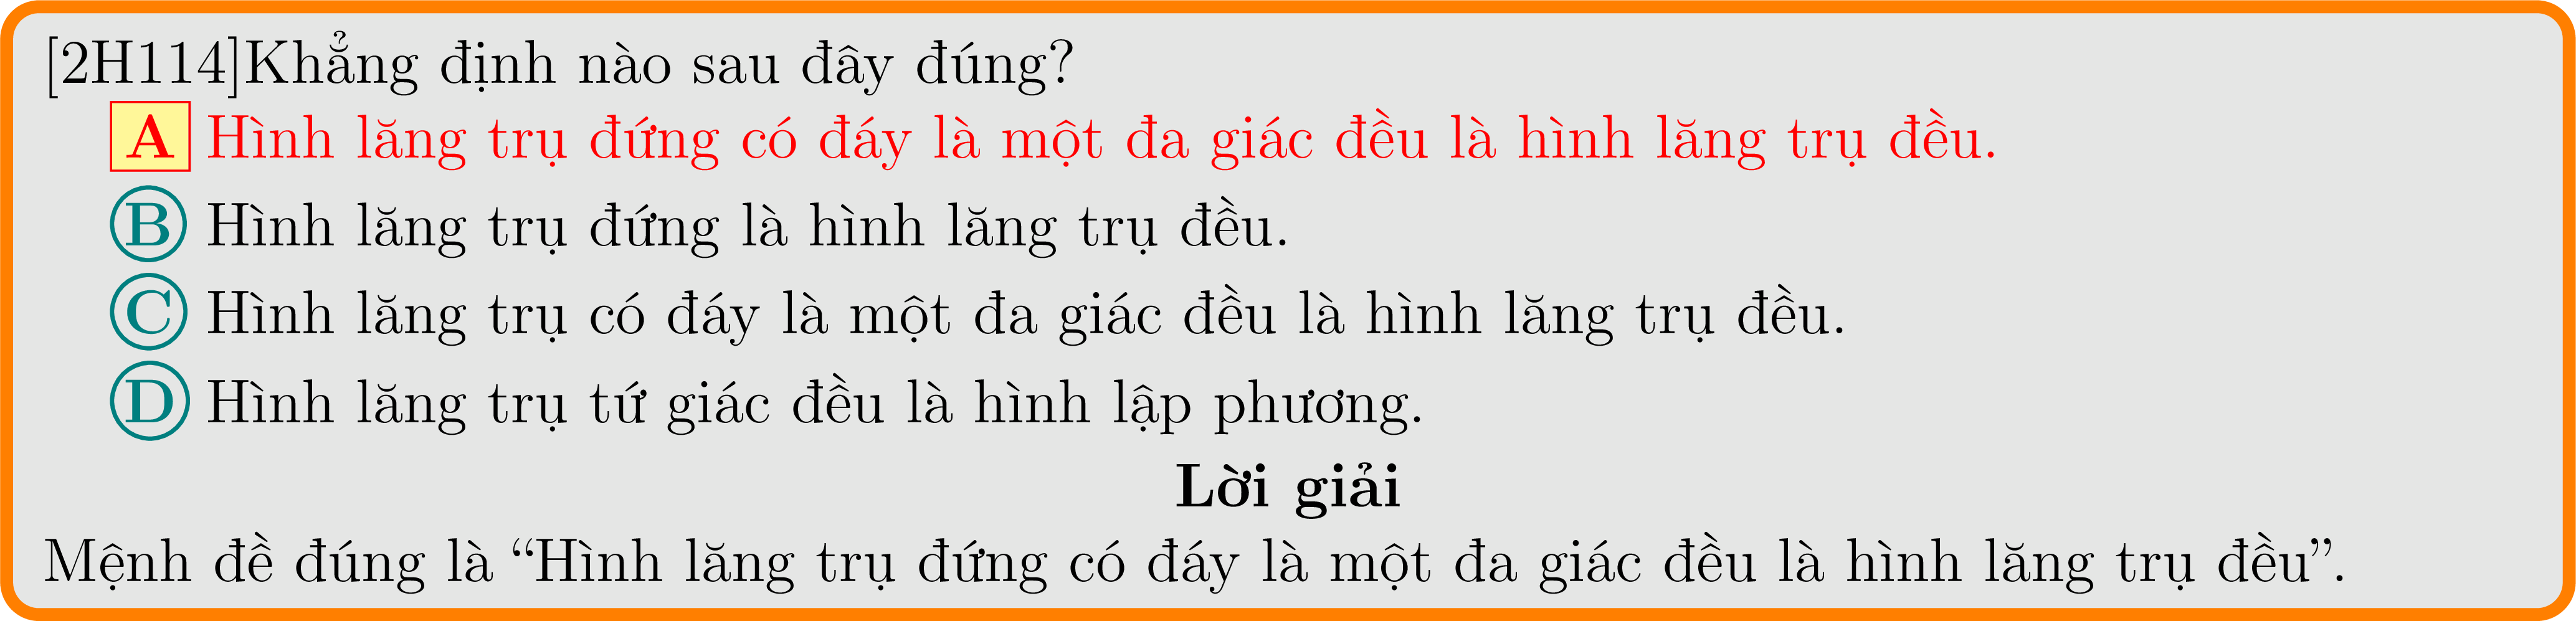 [2H114]Khẳng định nào sau đây đúng?
A Hình lăng trụ đứng có đáy là một đa giác đều là hình lăng trụ đều.
B Hình lăng trụ đứng là hình lăng trụ đều.
C Hình lăng trụ có đáy là một đa giác đều là hình lăng trụ đều.
D Hình lăng trụ tứ giác đều là hình lập phương.
Lời giải
Mệnh đề đúng là “Hình lăng trụ đứng có đáy là một đa giác đều là hình lăng trụ đều”.